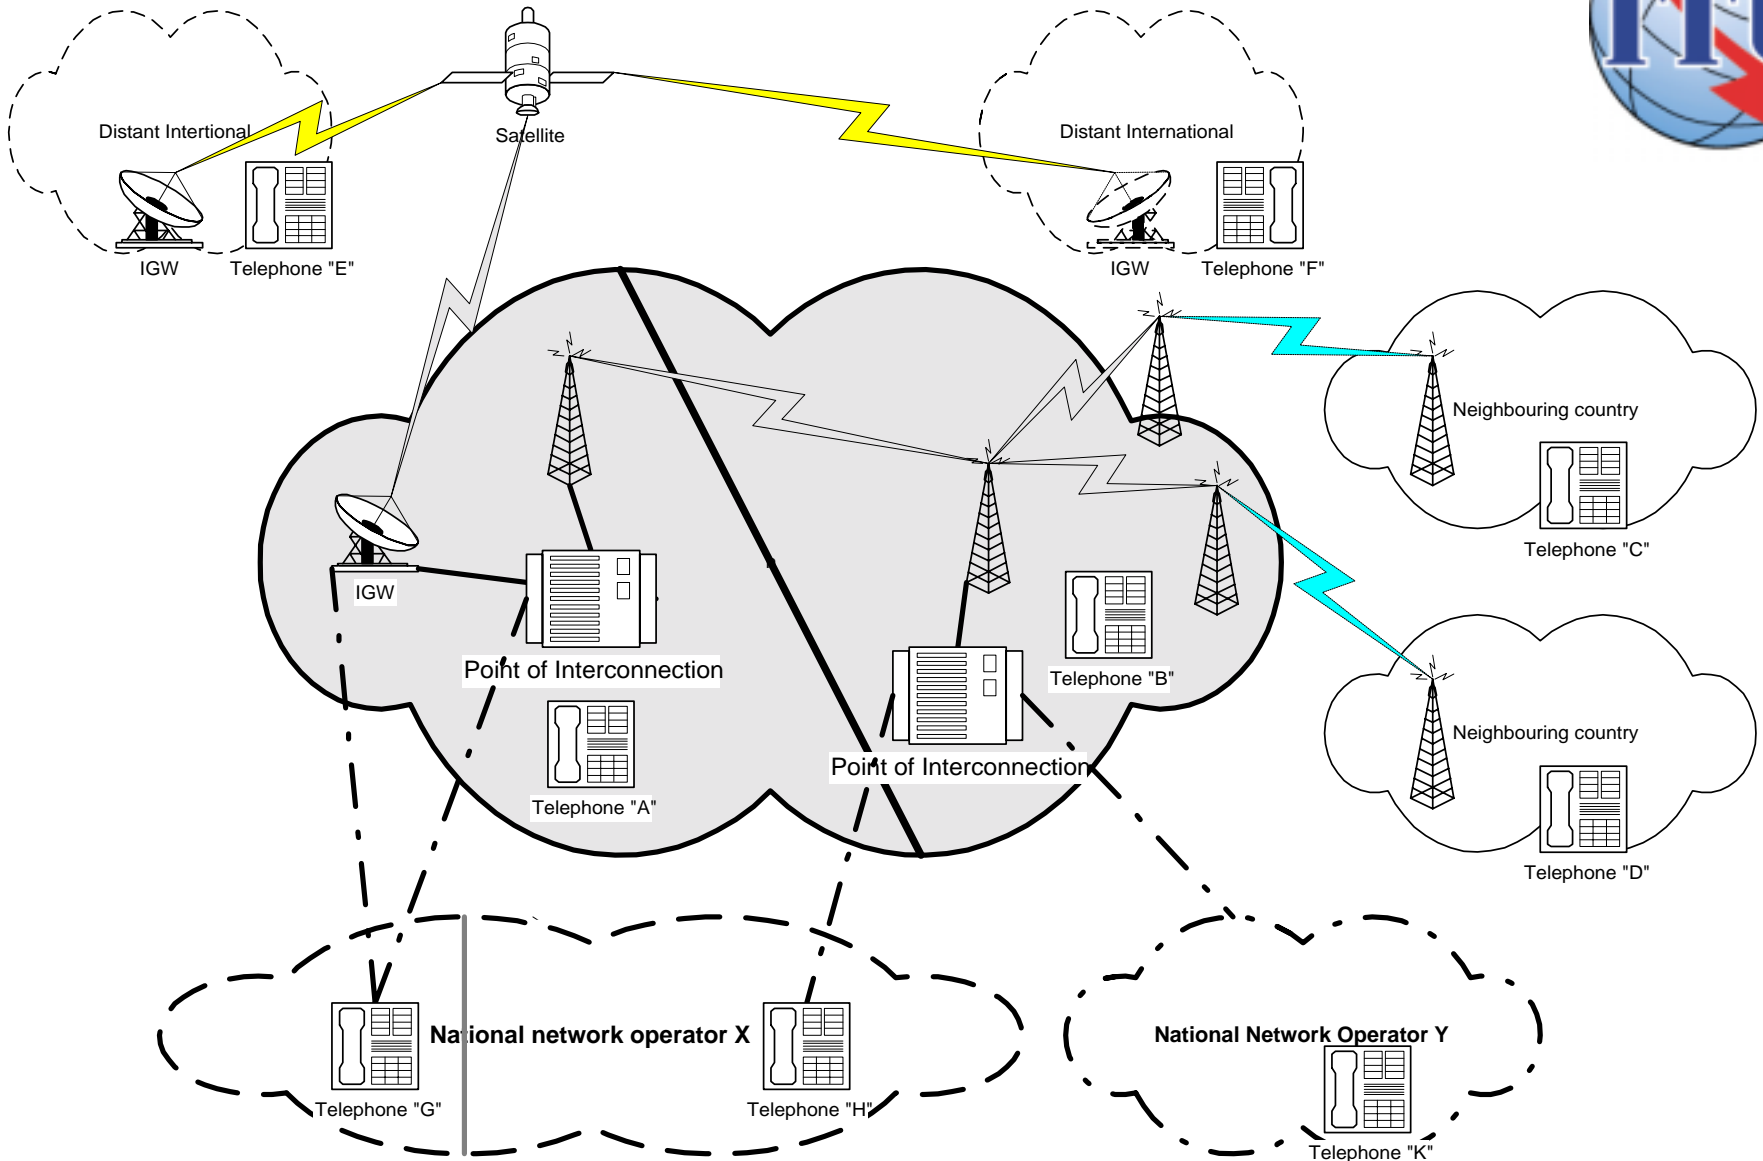 ITU
Distant Intertional
Satellite
Distant International
IGW
Telephone "E"
IGW
Telephone "F"
Neighbouring country
Telephone "C"
IGW
Point of Interconnection
Telephone "B"
Telephone "A"
Point of Interconnection
Neighbouring country
Telephone "D"
National network operator X
National Network Operator Y
Telephone "G"
Telephone "H"
Telephone "K"